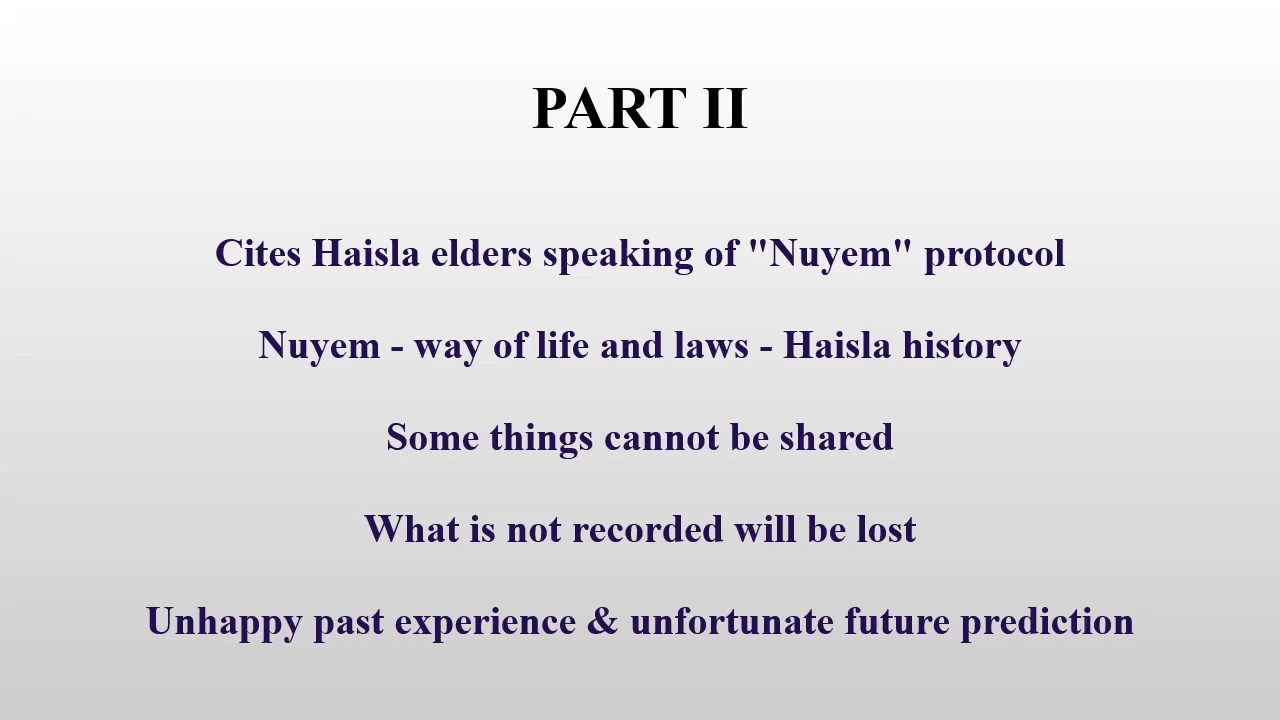 PART II
Cites Haisla elders speaking of "Nuyem" protocol
Nuyem - way of life and laws - Haisla history
Some things cannot be shared
What is not recorded will be lost
Unhappy past experience & unfortunate future prediction